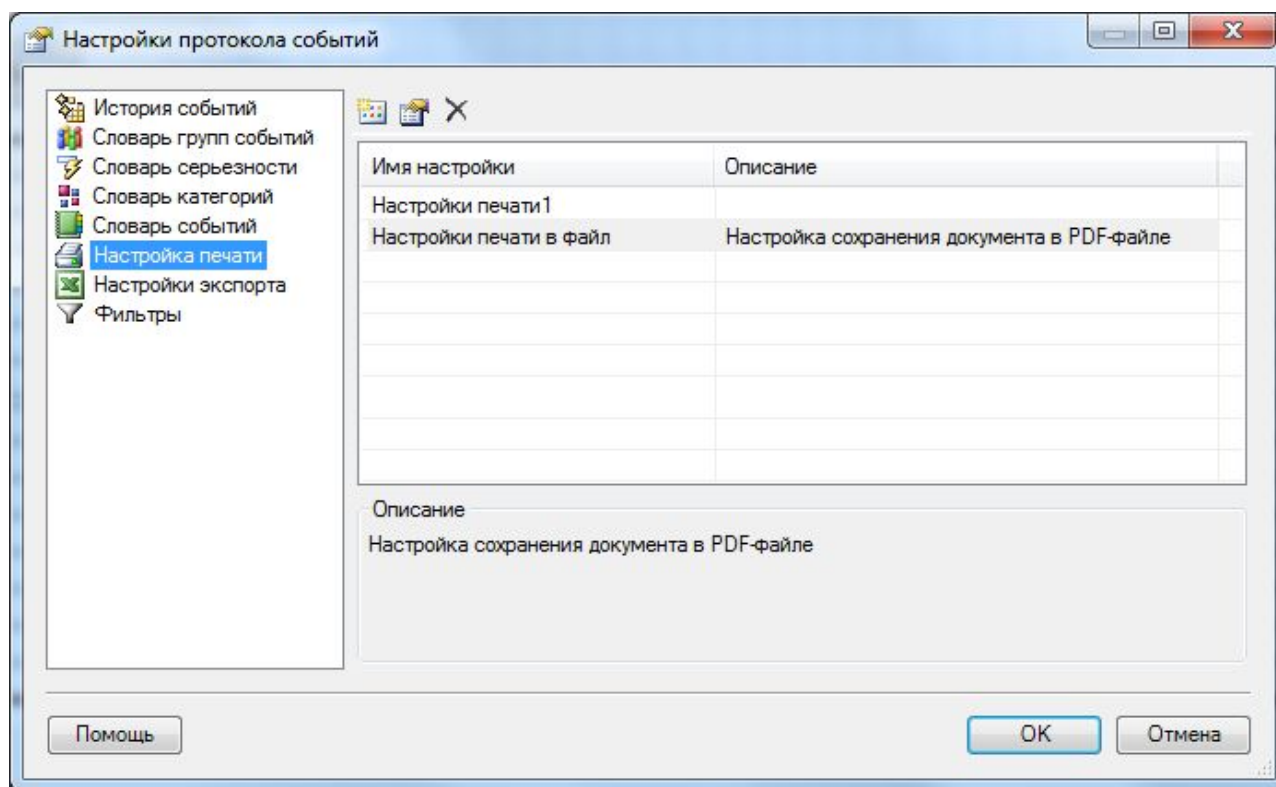 Настройки протокола событий
История событий
Словарь групп событий
Словарь серьезности
Словарь категорий
Словарь событий
Настройка печати
Настройки экспорта
Фильтры
Имя настройки Описание
Настройки печати1
Настройки печати в файл Настройка сохранения документа в PDF-файле
Описание
Настройка сохранения документа в PDF-файле
Помощь OK Отмена